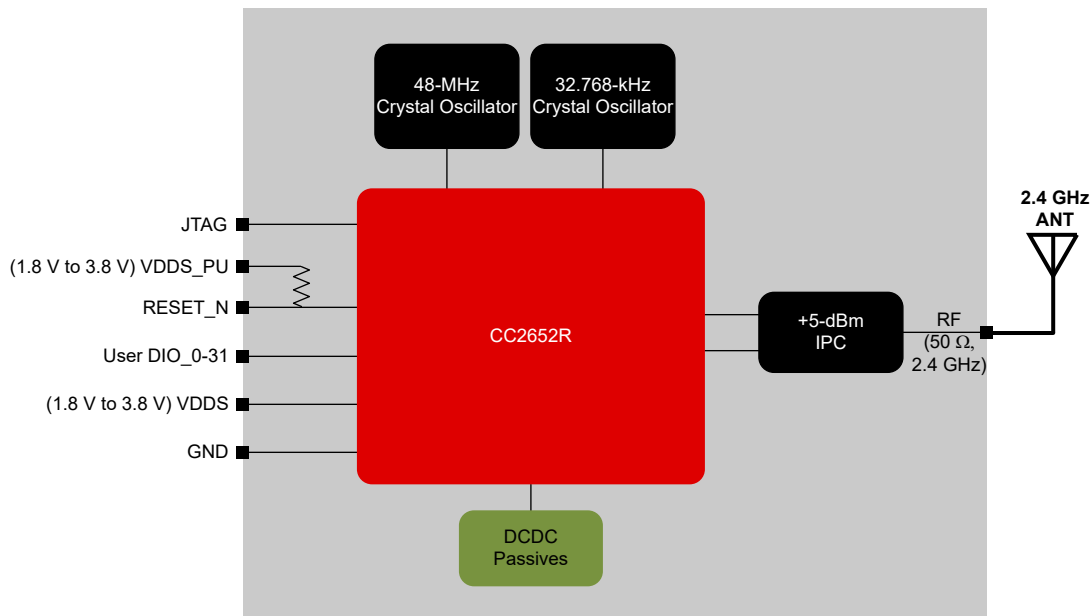 48-MHz
Crystal Oscillator
32.768-kHz
Crystal Oscillator
2.4 GHz
ANT
JTAG
(1.8 V to 3.8 V) VDDS_PU
RESET_N
User DIO_0-31
(1.8 V to 3.8 V) VDDS
GND
CC2652R
+5-dBm
IPC
RF
(50 Ω,
2.4 GHz)
DCDC
Passives